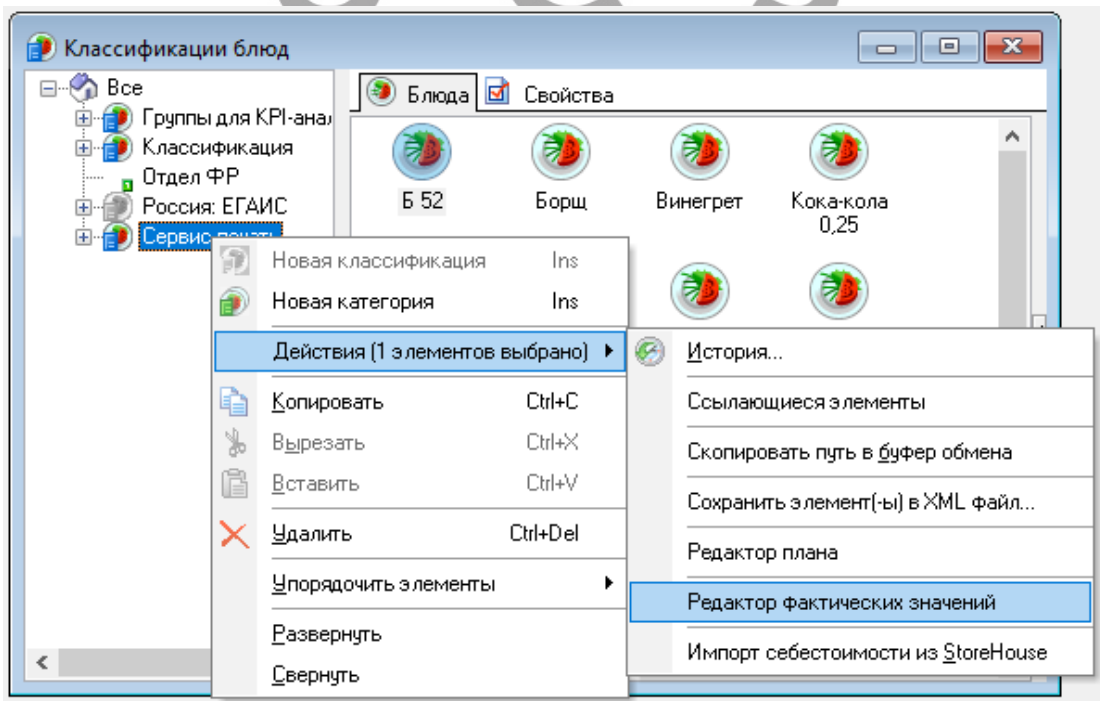 Классификации блюд
Все
Группы для KPI-анал
Классификация
Отдел ФР
Россия: ЕГАИС
Сервис-печать
Блюда
Свойства
Б 52
Борщ
Винегрет
Кока-кола
0,25
Новая классификация Ins
Новая категория Ins
Действия (1 элементов выбрано)
Копировать Ctrl+C
Вырезать Ctrl+X
Вставить Ctrl+V
Удалить Ctrl+Del
Упорядочить элементы
Развернуть
Свернуть
История...
Ссылающиеся элементы
Скопировать путь в буфер обмена
Сохранить элемент(-ы) в XML файл...
Редактор плана
Редактор фактических значений
Импорт себестоимости из StoreHouse